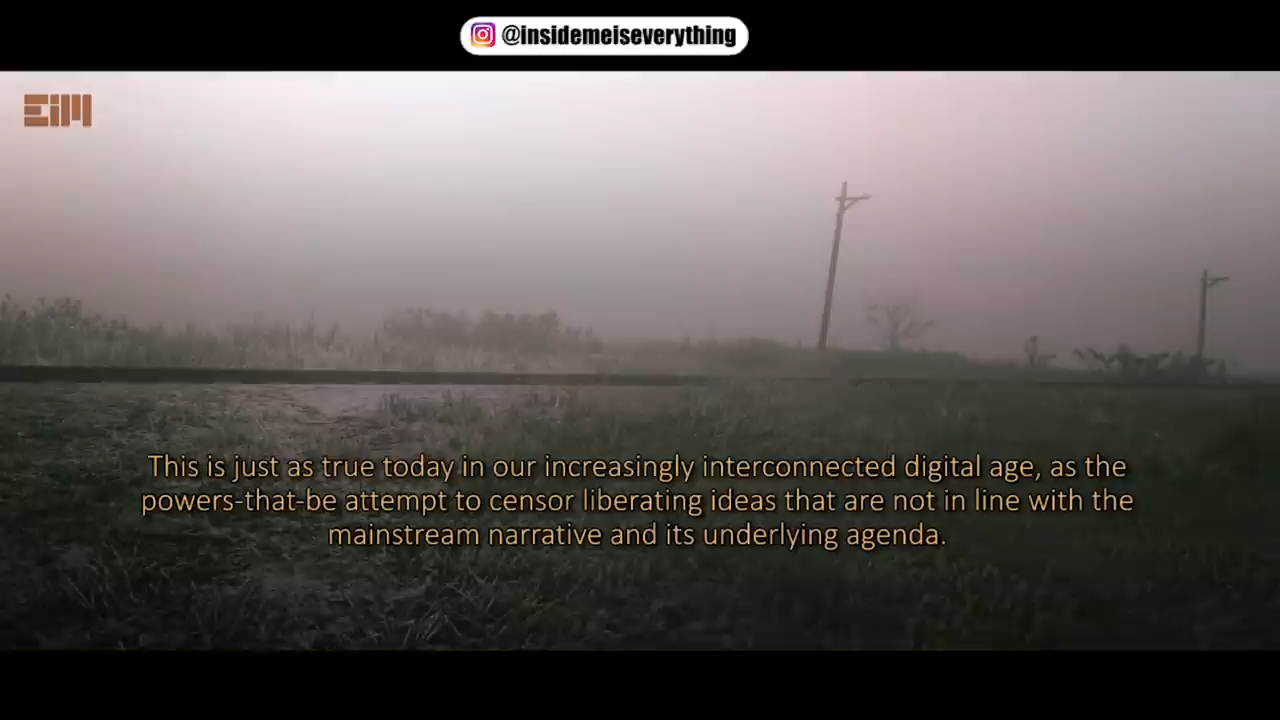 @insidemeiseverything
EiM
This is just as true today in our increasingly interconnected digital age, as the
powers-that-be attempt to censor liberating ideas that are not in line with the
mainstream narrative and its underlying agenda.